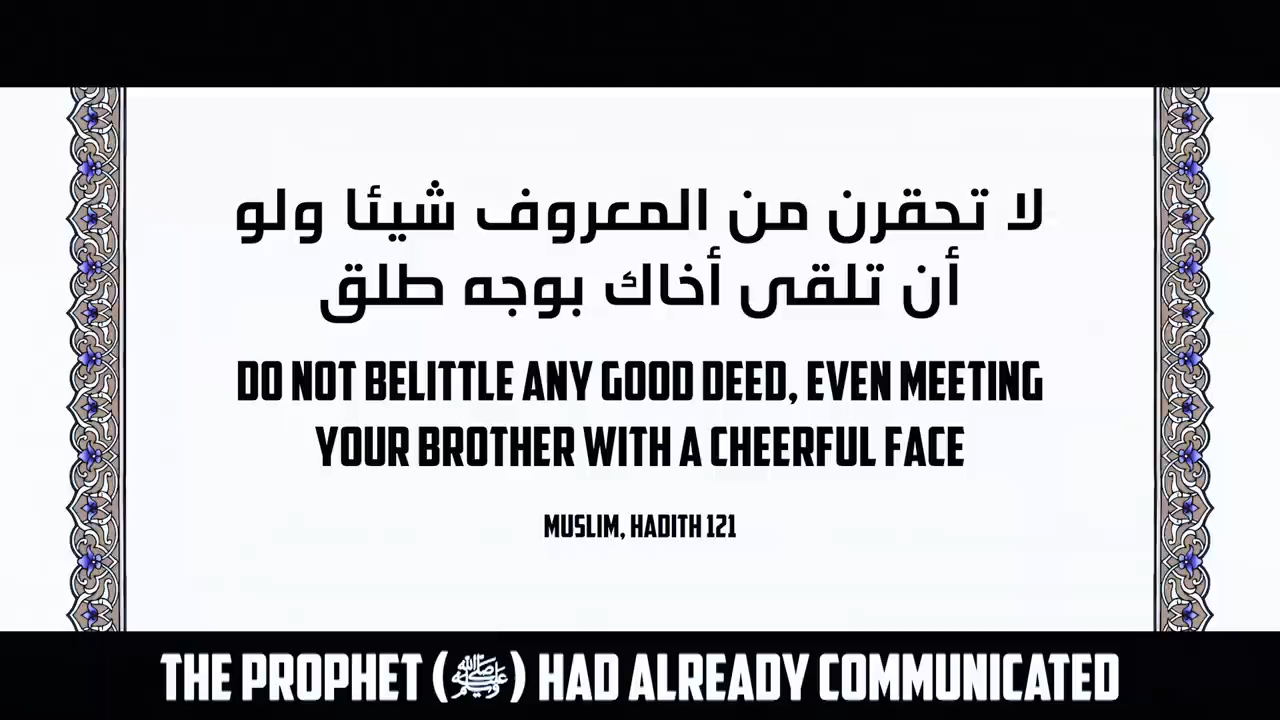 لا تحقرن من المعروف شيئا ولو
أن تلقى أخاك بوجه طلق
DO NOT BELITTLE ANY GOOD DEED, EVEN MEETING
YOUR BROTHER WITH A CHEERFUL FACE
MUSLIM, HADITH 121
THE PROPHET (ﷺ) HAD ALREADY COMMUNICATED